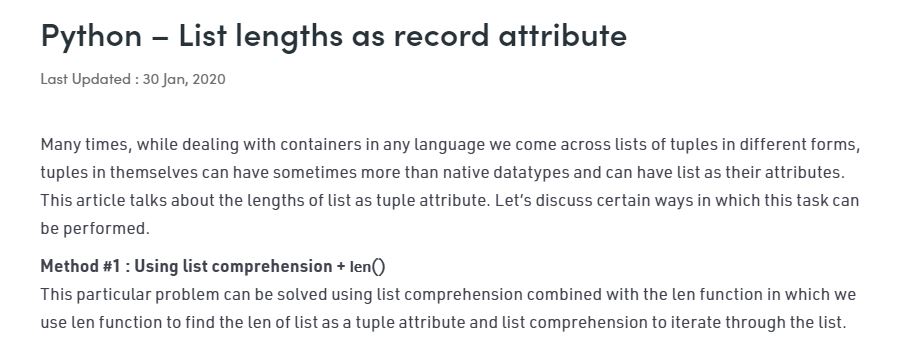 Python – List lengths as record attribute
Last Updated : 30 Jan, 2020
Many times, while dealing with containers in any language we come across lists of tuples in different forms,
tuples in themselves can have sometimes more than native datatypes and can have list as their attributes.
This article talks about the lengths of list as tuple attribute. Let’s discuss certain ways in which this task can
be performed.
Method #1 : Using list comprehension + len()
This particular problem can be solved using list comprehension combined with the len function in which we
use len function to find the len of list as a tuple attribute and list comprehension to iterate through the list.